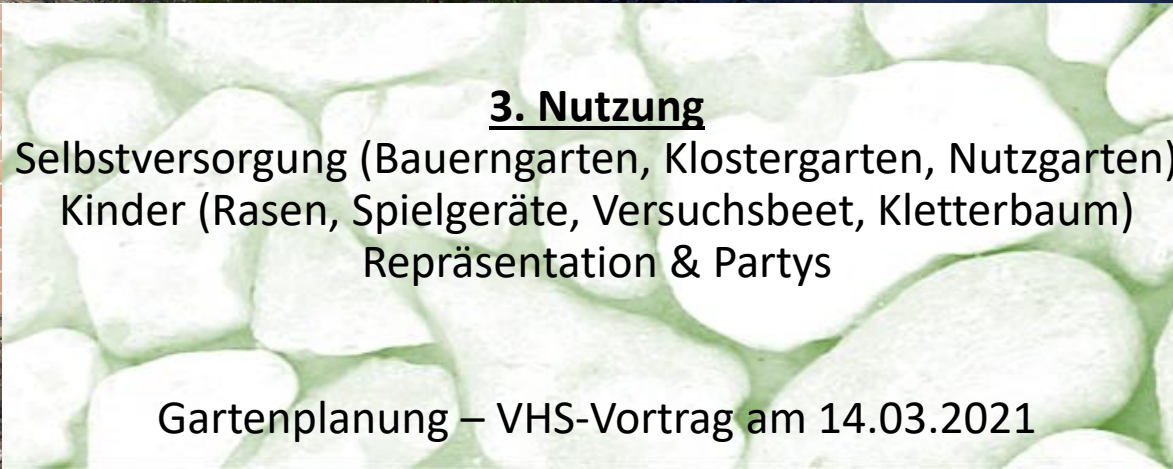 3. Nutzung
Selbstversorgung (Bauerngarten, Klostergarten, Nutzgarten)
Kinder (Rasen, Spielgeräte, Versuchsbeet, Kletterbaum)
Repräsentation & Partys
Gartenplanung – VHS-Vortrag am 14.03.2021